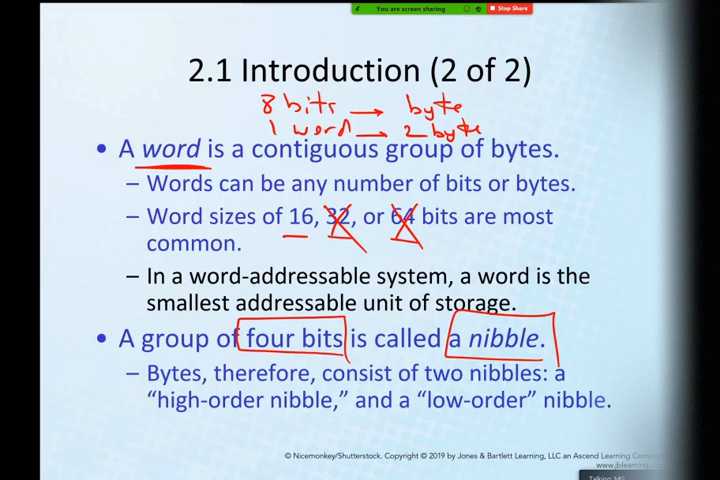 You are screen sharing Stop Share
2.1 Introduction (2 of 2)
8 bits → byte
1 word → 2 byte
• A word is a contiguous group of bytes.
– Words can be any number of bits or bytes.
– Word sizes of 16, 32, or 64 bits are most
common.
– In a word-addressable system, a word is the
smallest addressable unit of storage.
• A group of four bits is called a nibble.
– Bytes, therefore, consist of two nibbles: a
“high-order nibble,” and a “low-order” nibble.
© Nicemonkey/Shutterstock. Copyright © 2019 by Jones & Bartlett Learning, LLC an Ascend Learning
www.jblearning.
Talking: